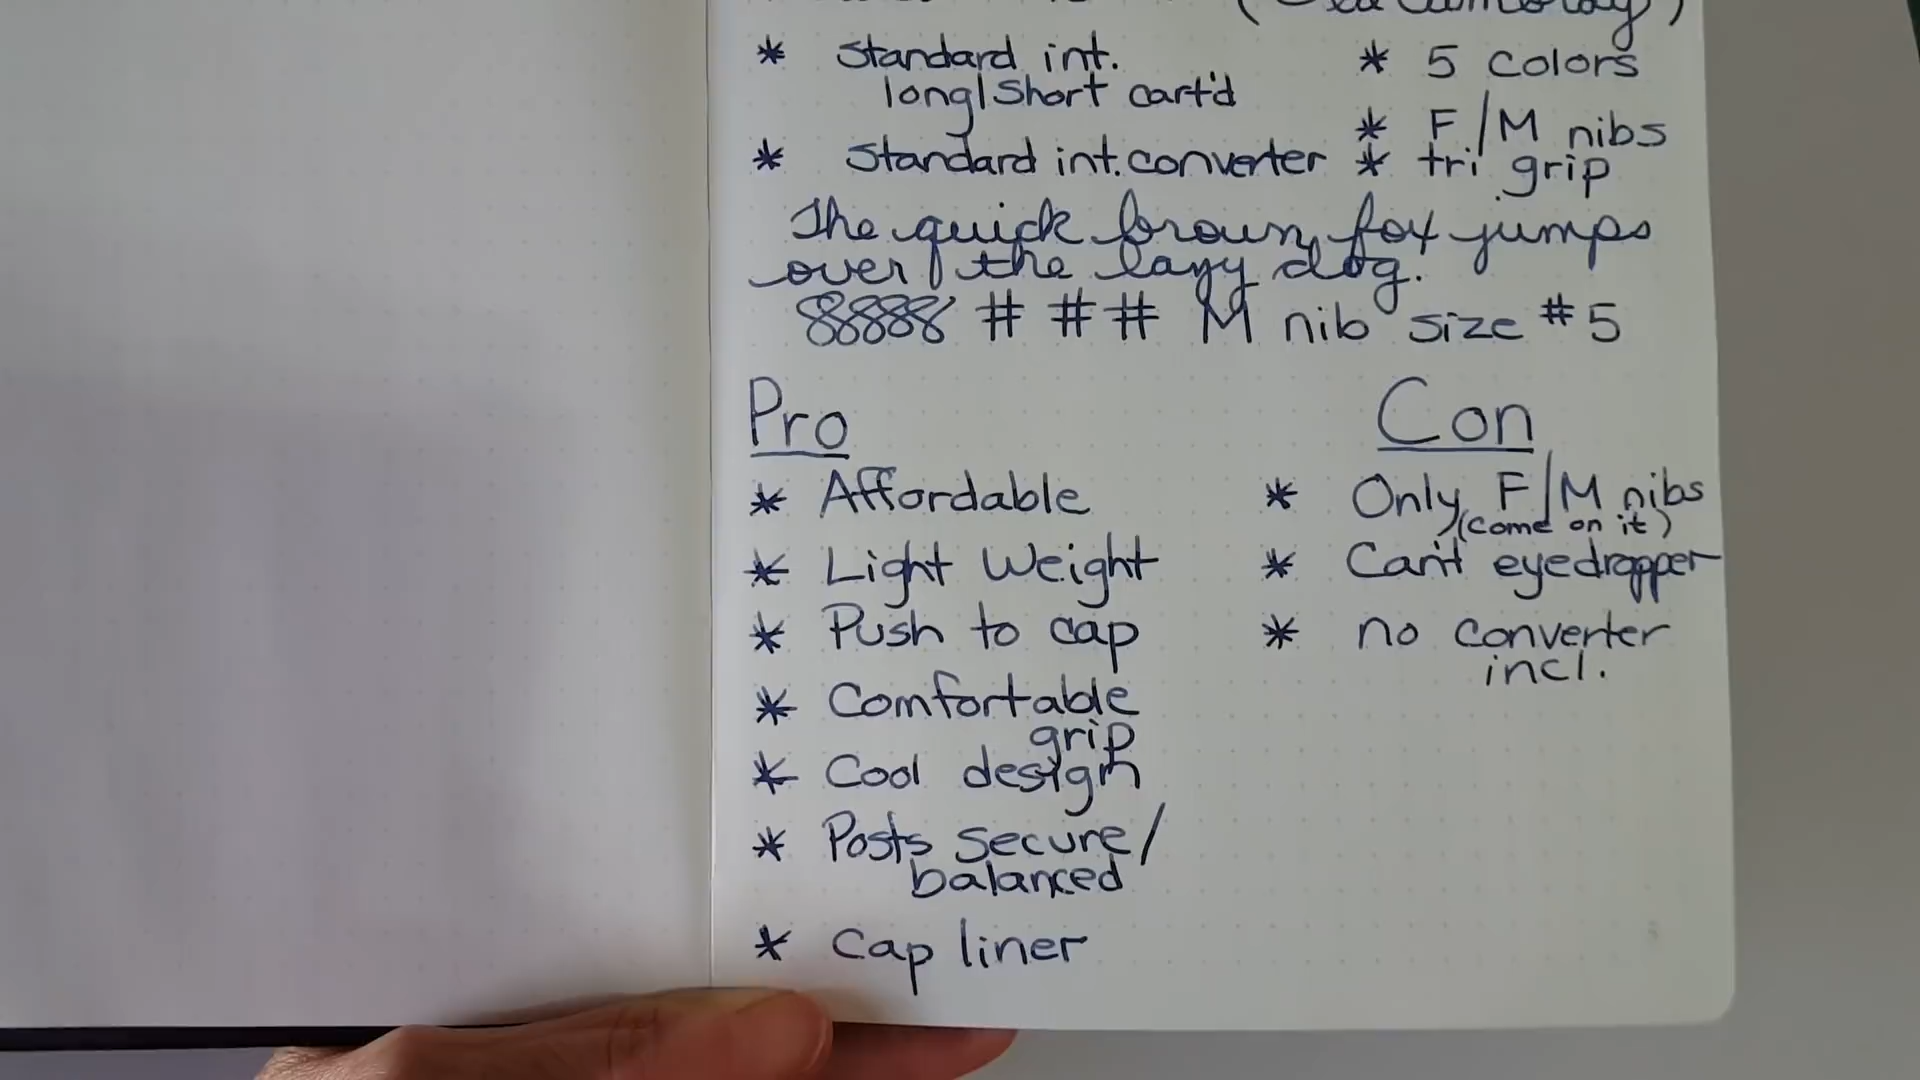 * Standard int. * 5 colors
long/short cart'd
* F/M nibs
* Standard int. converter * tri grip
The quick brown fox jumps
over the lazy dog.
8888 # # # M nib size #5
Pro Con
* Affordable * Only F/M nibs
(come on it)
* Light Weight * Can't eyedropper
* Push to cap * no converter
incl.
* Comfortable
grip
* Cool design
* Posts secure/
balanced
* Cap liner